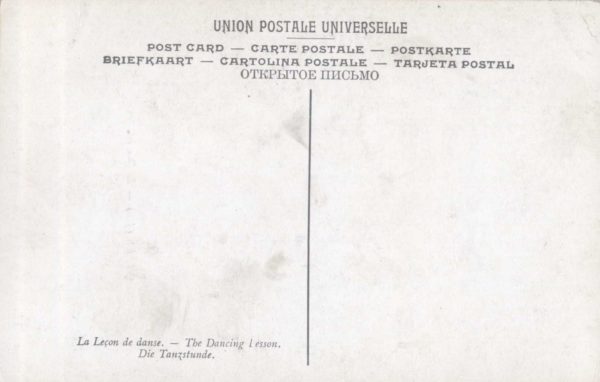 UNION POSTALE UNIVERSELLE
POST CARD — CARTE POSTALE — POSTKARTE
BRIEFKAART — CARTOLINA POSTALE — TARJETA POSTAL
ОТКРЫТОЕ ПИСЬМО
La Leçon de danse. — The Dancing Lesson.
Die Tanzstunde.